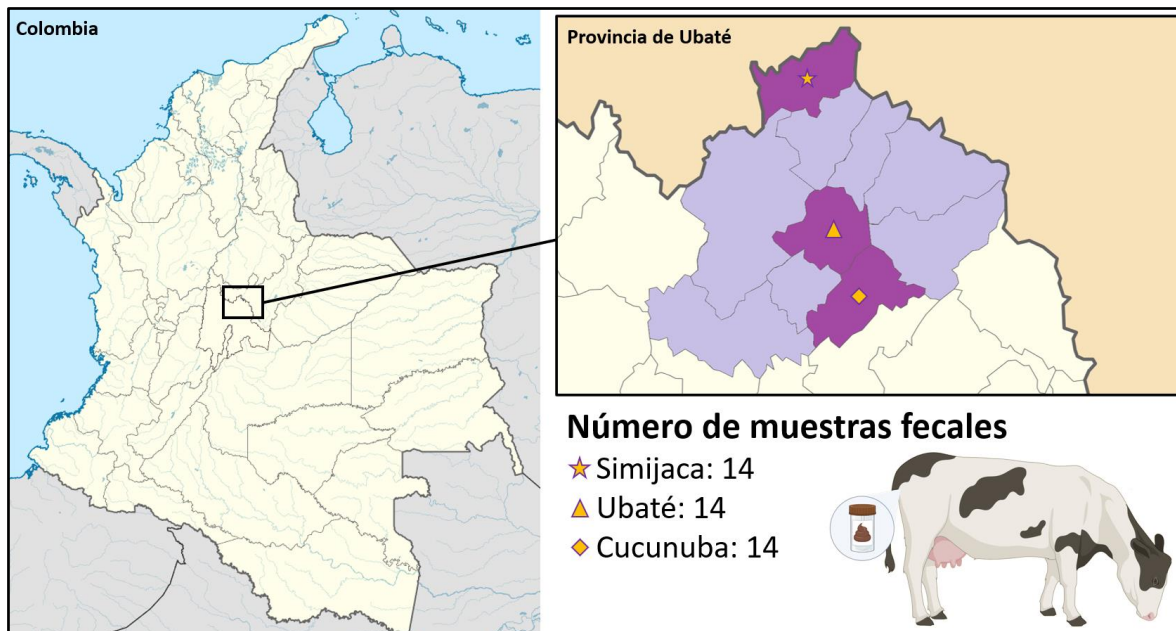 Colombia
Provincia de Ubaté
Número de muestras fecales
Simijaca: 14
Ubaté: 14
Cucunuba: 14